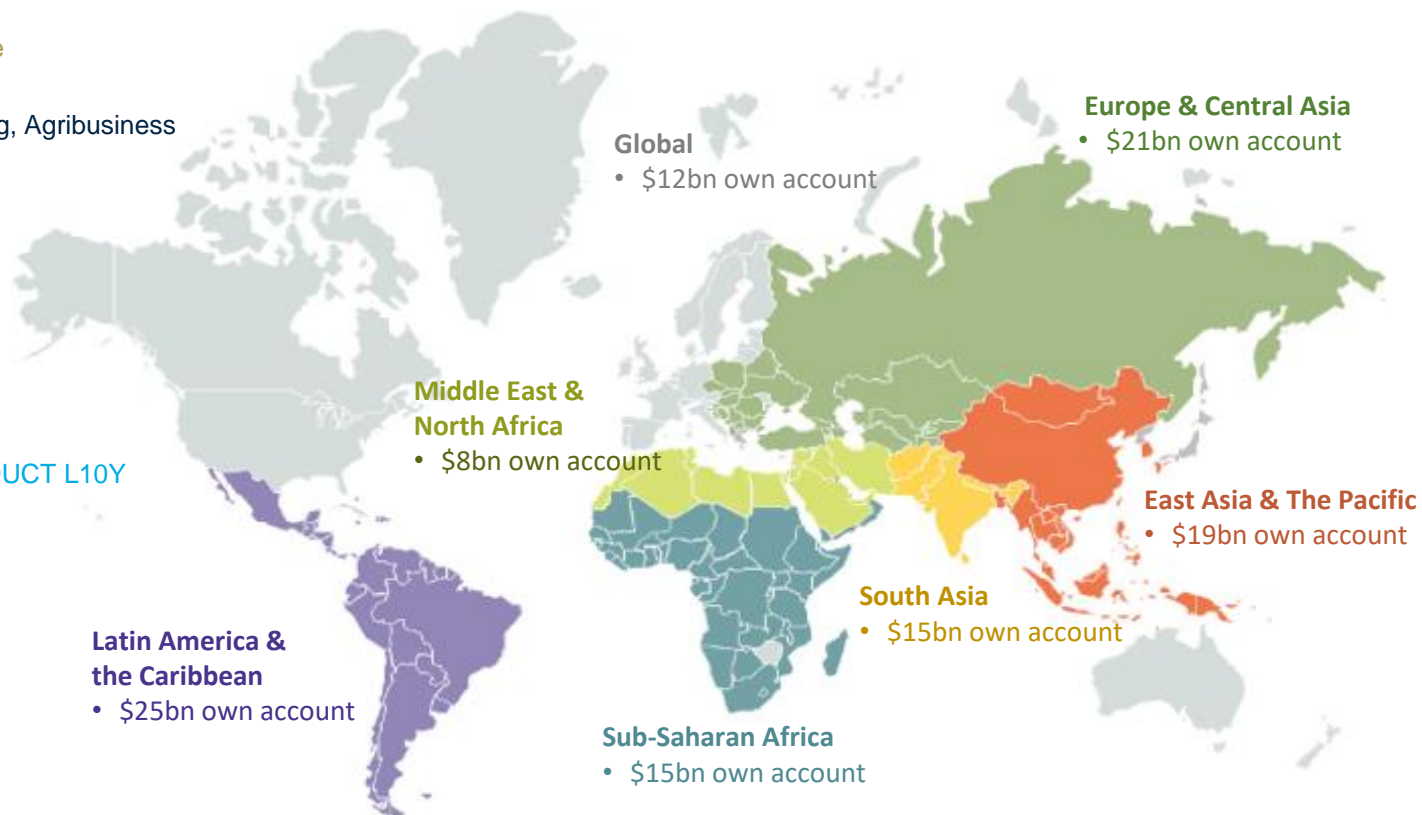 g, Agribusiness
Europe & Central Asia
• $21bn own account
Global
• $12bn own account
Middle East &
North Africa
• $8bn own account
DUCT L10Y
East Asia & The Pacific
• $19bn own account
South Asia
• $15bn own account
Latin America &
the Caribbean
• $25bn own account
Sub-Saharan Africa
• $15bn own account